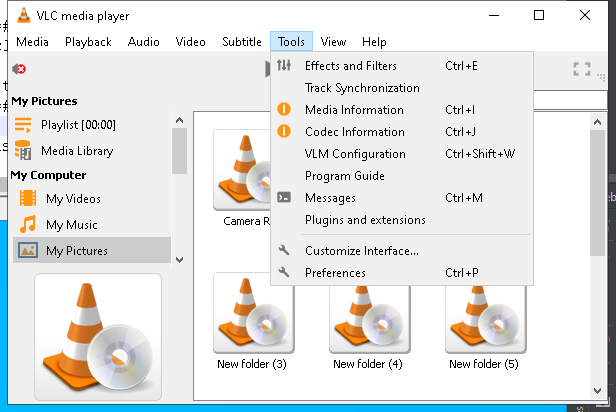 VLC media player
Media Playback Audio Video Subtitle Tools View Help
Effects and Filters Ctrl+E
Track Synchronization
Media Information Ctrl+I
Codec Information Ctrl+J
VLM Configuration Ctrl+Shift+W
Program Guide
Messages Ctrl+M
Plugins and extensions
Customize Interface...
Preferences Ctrl+P
My Pictures
Playlist [00:00]
Media Library
My Computer
My Videos
My Music
My Pictures
Camera R
New folder (3) New folder (4) New folder (5)